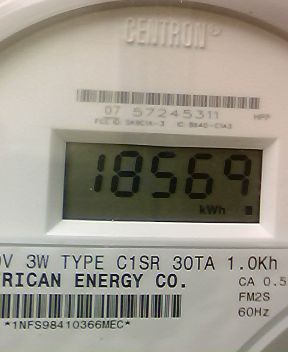 CENTRON®
07 57245311
HPP
18569
kWh
V 3W TYPE C1SR 30TA 1.0Kh
RICAN ENERGY CO.
CA 0.5
FM2S
60Hz
*1NFS98410366MEC*